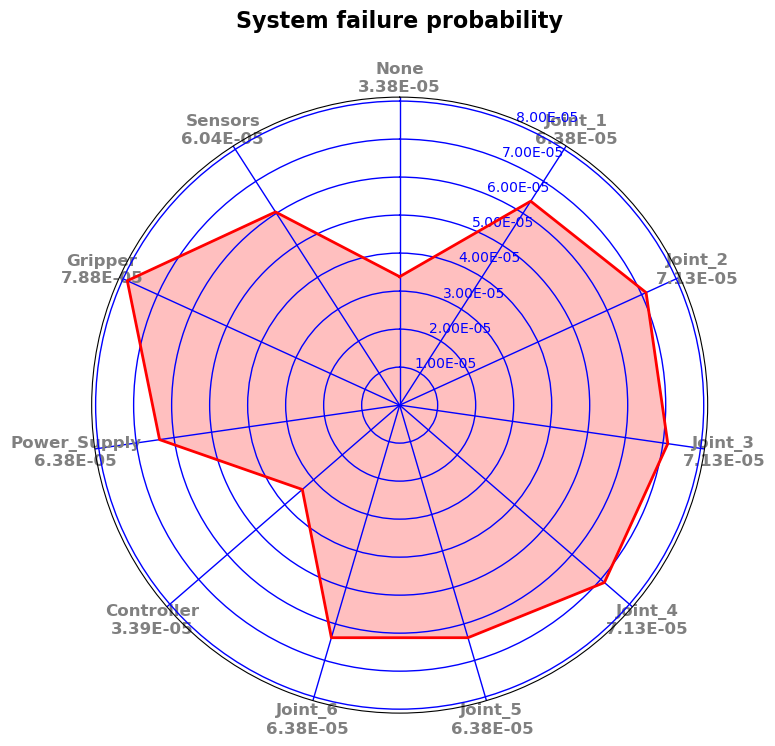 System failure probability
None
3.38E-05
Joint_1
6.38E-05
Joint_2
7.13E-05
Joint_3
7.13E-05
Joint_4
7.13E-05
Joint_5
6.38E-05
Joint_6
6.38E-05
Controller
3.39E-05
Power_Supply
6.38E-05
Gripper
7.88E-05
Sensors
6.04E-05
8.00E-05
7.00E-05
6.00E-05
5.00E-05
4.00E-05
3.00E-05
2.00E-05
1.00E-05